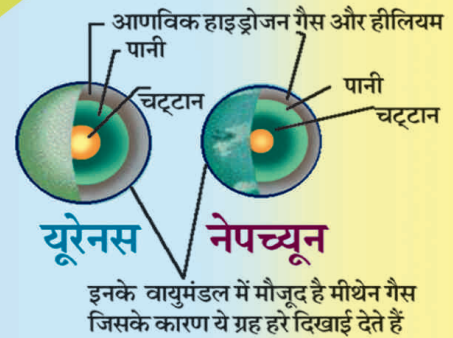 आणविक हाइड्रोजन गैस और हीलियम
पानी
चट्टान
पानी
चट्टान
यूरेनस
नेपच्यून
इनके वायुमंडल में मौजूद है मीथेन गैस
जिसके कारण ये ग्रह हरे दिखाई देते हैं